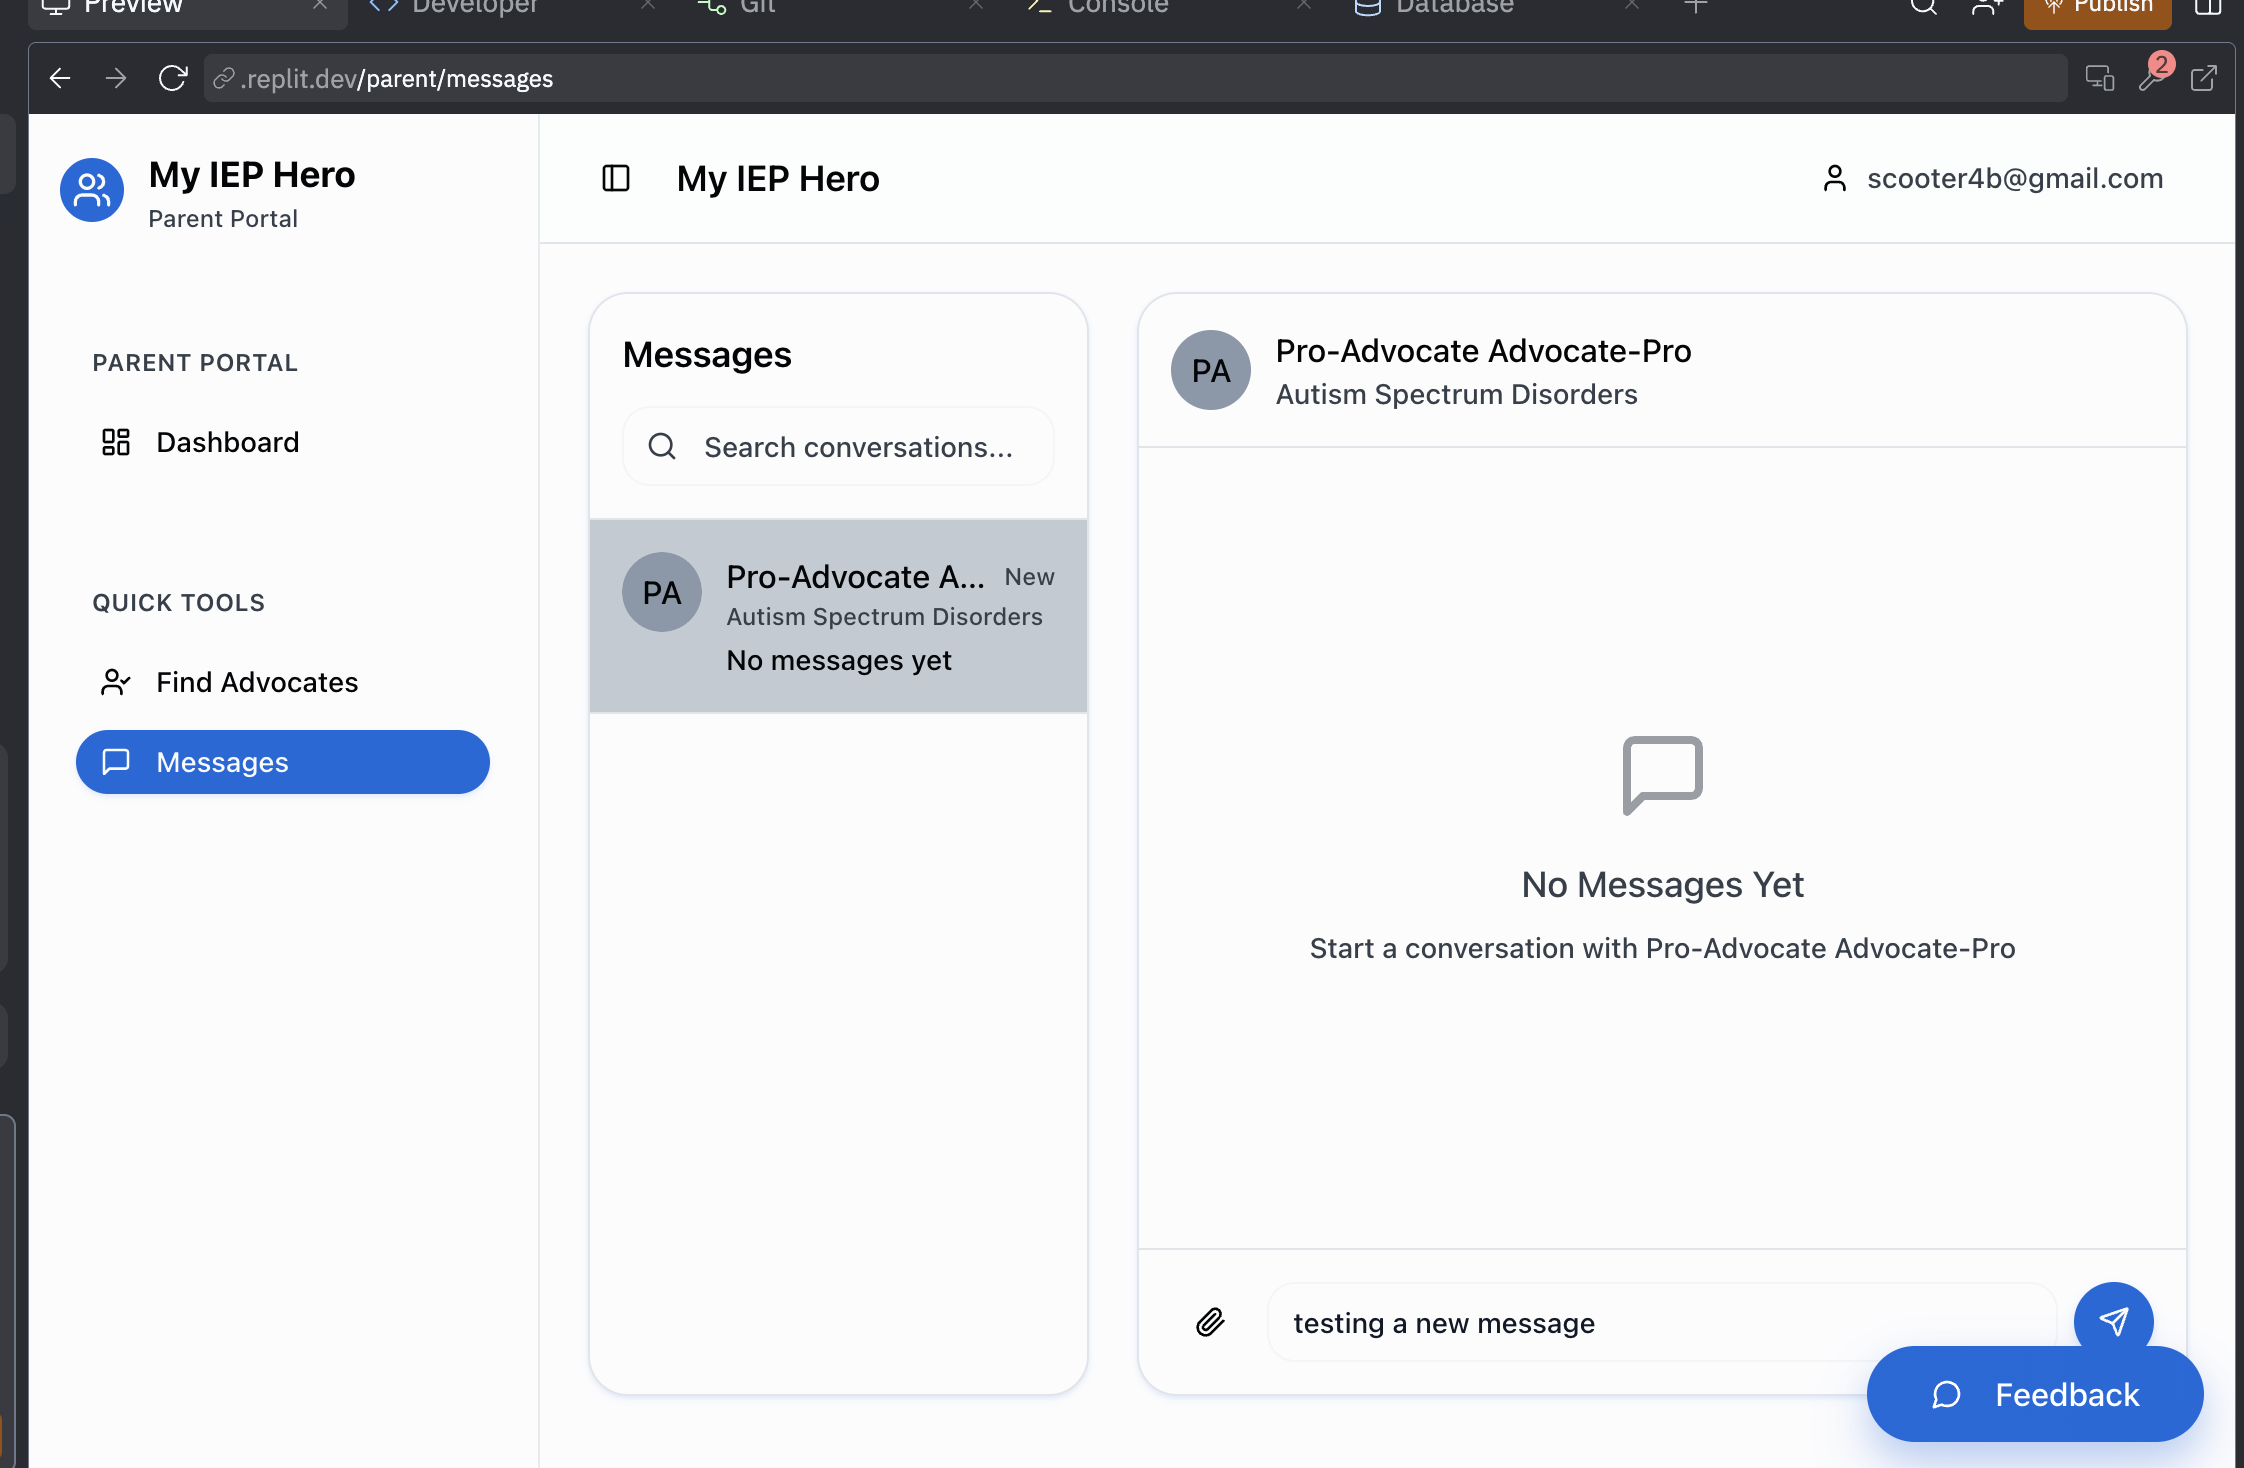 Preview
Developer
Git
Console
Database
Publish
.replit.dev/parent/messages
2
My IEP Hero
Parent Portal
My IEP Hero
scooter4b@gmail.com
PARENT PORTAL
Dashboard
QUICK TOOLS
Find Advocates
Messages
Messages
Search conversations...
PA
Pro-Advocate A...
New
Autism Spectrum Disorders
No messages yet
PA
Pro-Advocate Advocate-Pro
Autism Spectrum Disorders
No Messages Yet
Start a conversation with Pro-Advocate Advocate-Pro
testing a new message
Feedback